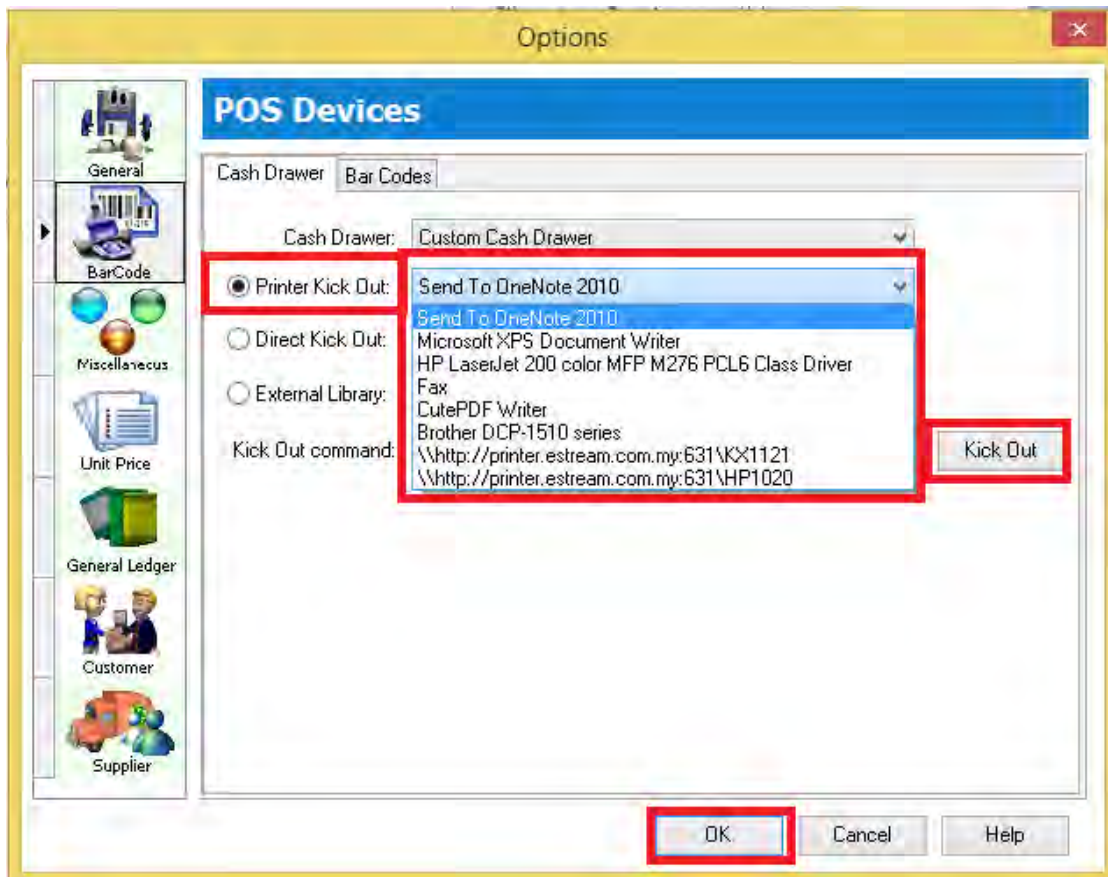 Options
POS Devices
General
BarCode
Miscellanecus
Unit Price
General Ledger
Customer
Supplier
Cash Drawer Bar Codes
Cash Drawer: Custom Cash Drawer
Printer Kick Out: Send To OneNote 2010
Send To OneNote 2010
Direct Kick Out: Microsoft XPS Document Writer
HP LaserJet 200 color MFP M276 PCL6 Class Driver
External Library: Fax
CutePDF Writer
Brother DCP-1510 series
Kick Out command: \\http://printer.estream.com.my:631\KX1121 Kick Out
\\http://printer.estream.com.my:631\HP1020
OK Cancel Help